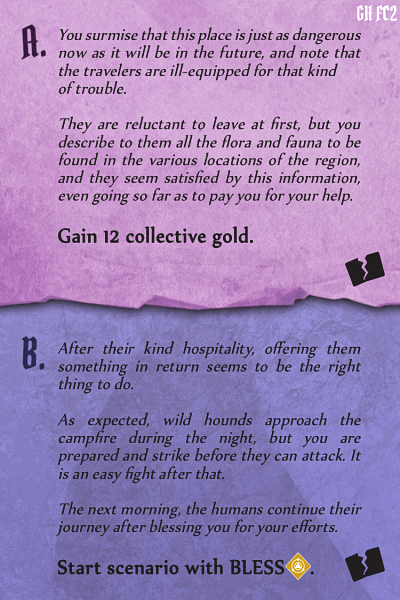 GH FC2
A.
You surmise that this place is just as dangerous
now as it will be in the future, and note that
the travelers are ill-equipped for that kind
of trouble.
They are reluctant to leave at first, but you
describe to them all the flora and fauna to be
found in the various locations of the region,
and they seem satisfied by this information,
even going so far as to pay you for your help.
Gain 12 collective gold.
B.
After their kind hospitality, offering them
something in return seems to be the right
thing to do.
As expected, wild hounds approach the
campfire during the night, but you are
prepared and strike before they can attack. It
is an easy fight after that.
The next morning, the humans continue their
journey after blessing you for your efforts.
Start scenario with BLESS.